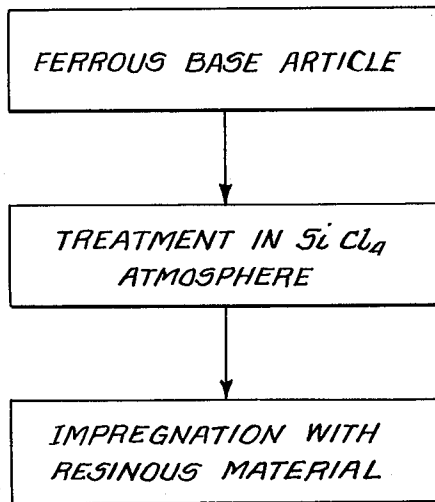 FERROUS BASE ARTICLE
TREATMENT IN SiCl4
ATMOSPHERE
IMPREGNATION WITH
RESINOUS MATERIAL